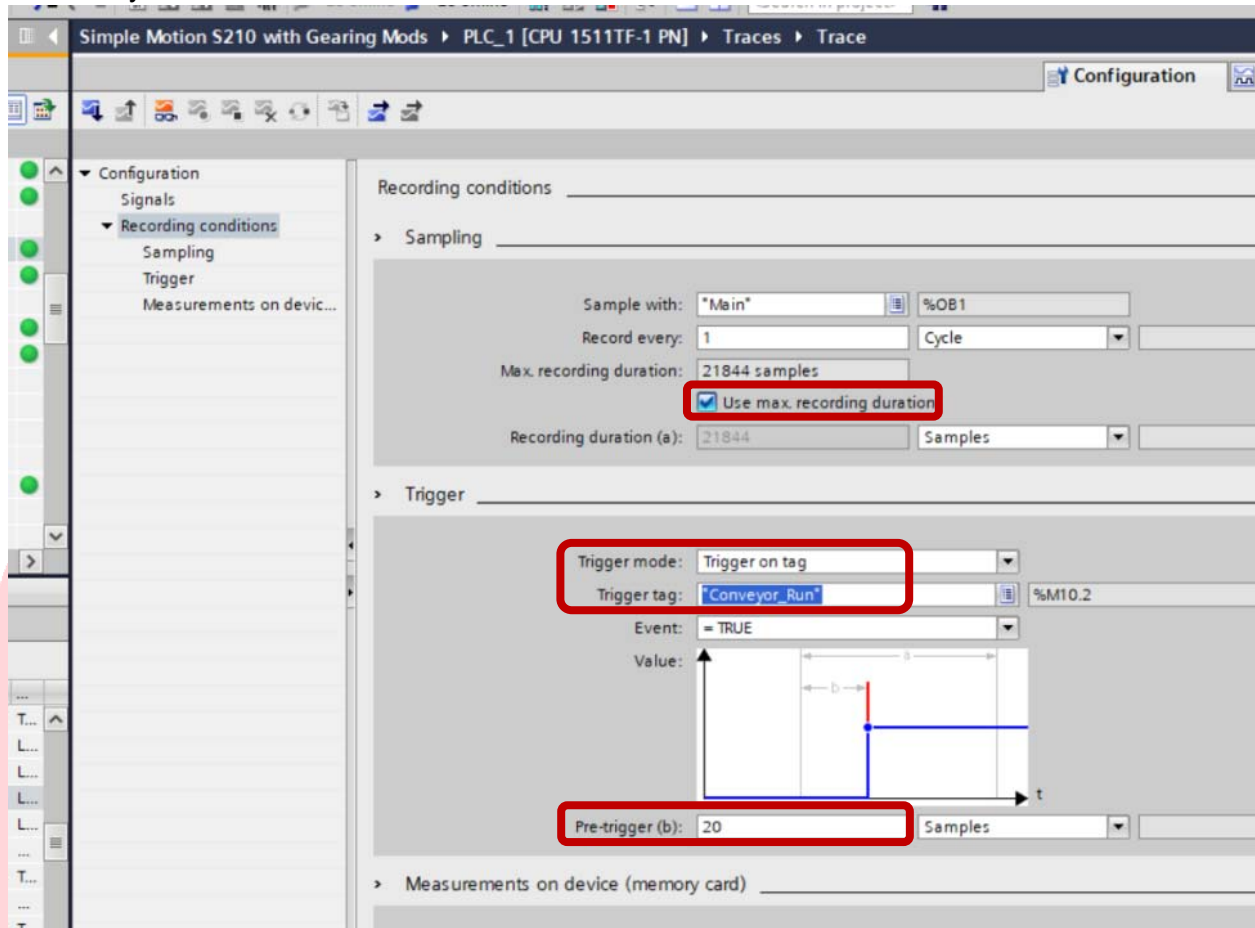 Simple Motion S210 with Gearing Mods ▸ PLC_1 [CPU 1511TF-1 PN] ▸ Traces ▸ Trace
Configuration
Configuration
Signals
Recording conditions
Sampling
Trigger
Measurements on devic...
Recording conditions
Sampling
Sample with: "Main" %OB1
Record every: 1 Cycle
Max. recording duration: 21844 samples
Use max. recording duration
Recording duration (a): 21844 Samples
Trigger
Trigger mode: Trigger on tag
Trigger tag: "Conveyor_Run" %M10.2
Event: = TRUE
Value:
a
b
t
Pre-trigger (b): 20 Samples
Measurements on device (memory card)
...
T...
L...
L...
L...
L...
...
T...
...